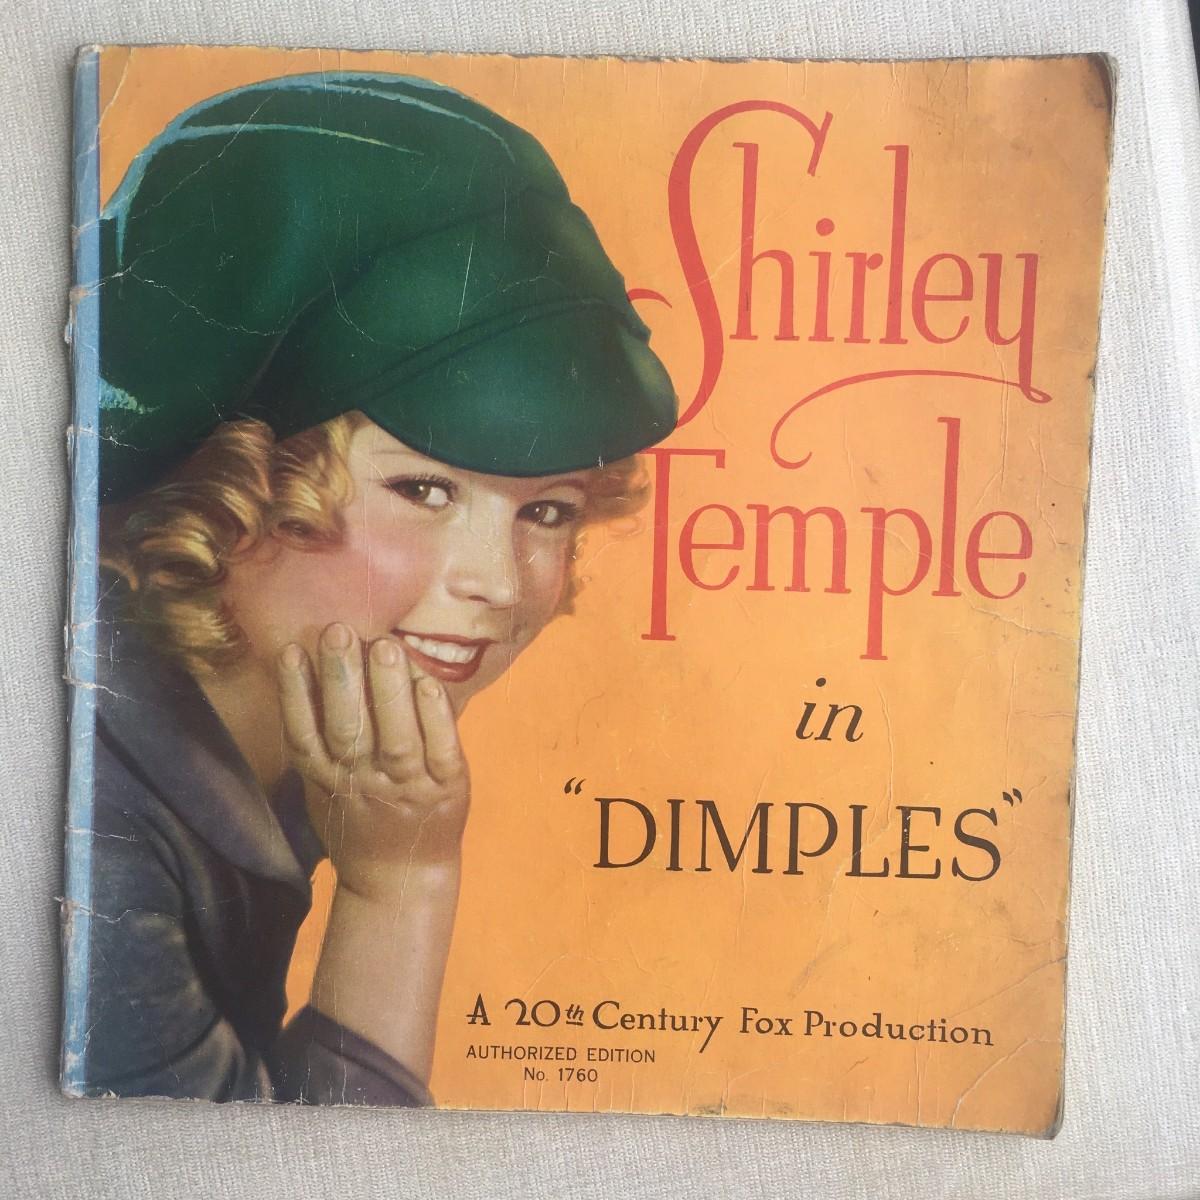 Shirley
Temple
in
“DIMPLES”
A 20th Century Fox Production
AUTHORIZED EDITION
No. 1760